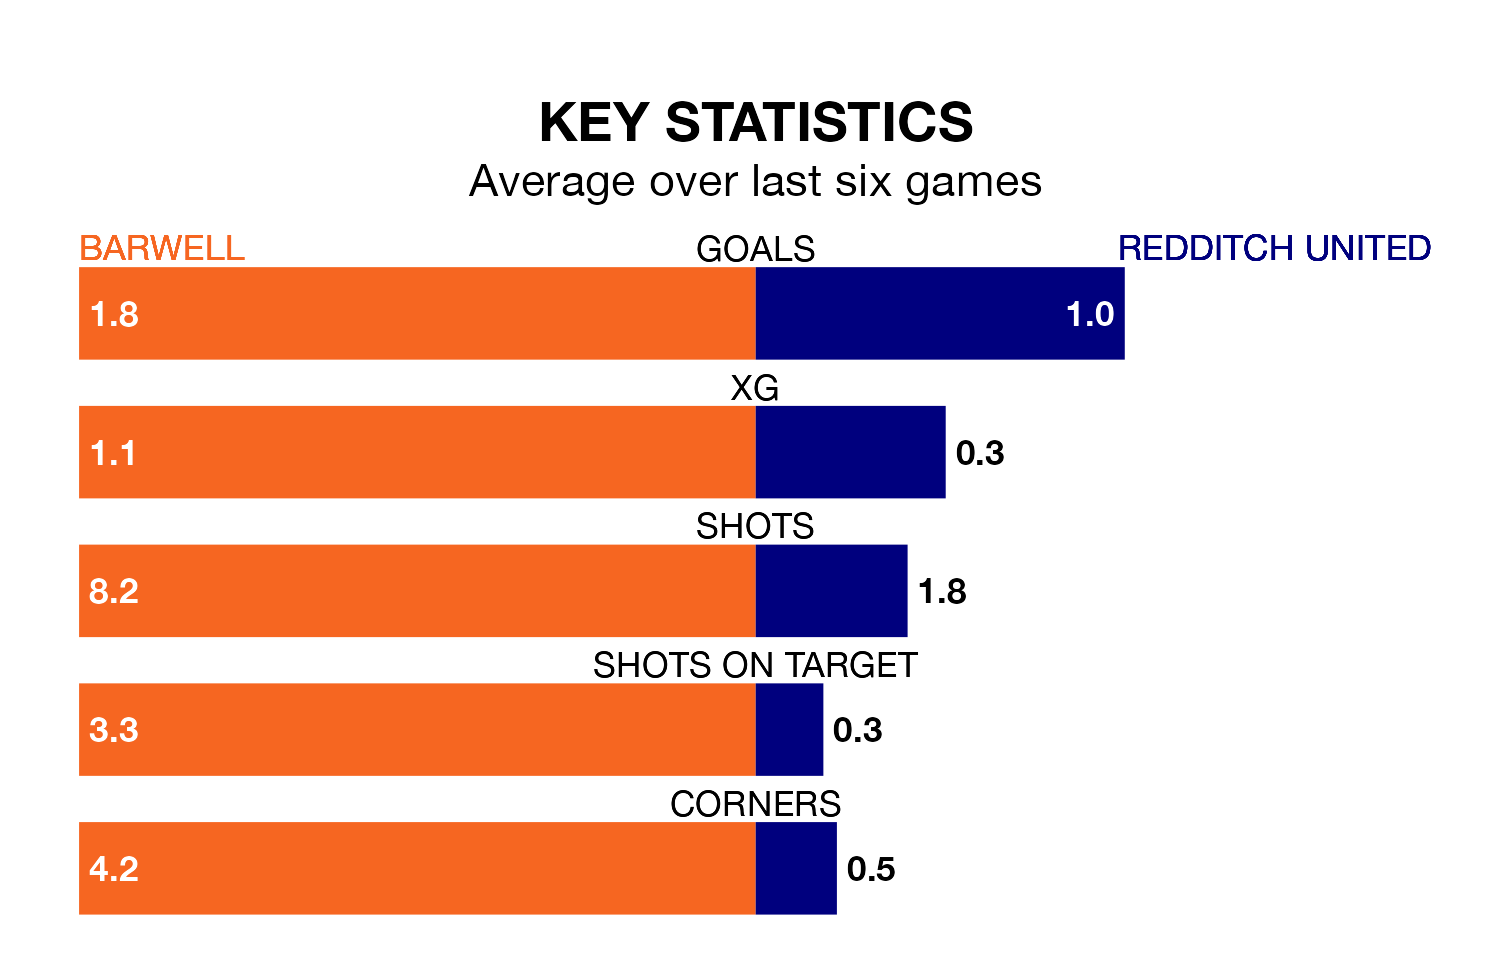 KEY STATISTICS
Average over last six games
BARWELL GOALS REDDITCH UNITED
1.8 1.0
XG
1.1 0.3
SHOTS
8.2 1.8
SHOTS ON TARGET
3.3 0.3
CORNERS
4.2 0.5